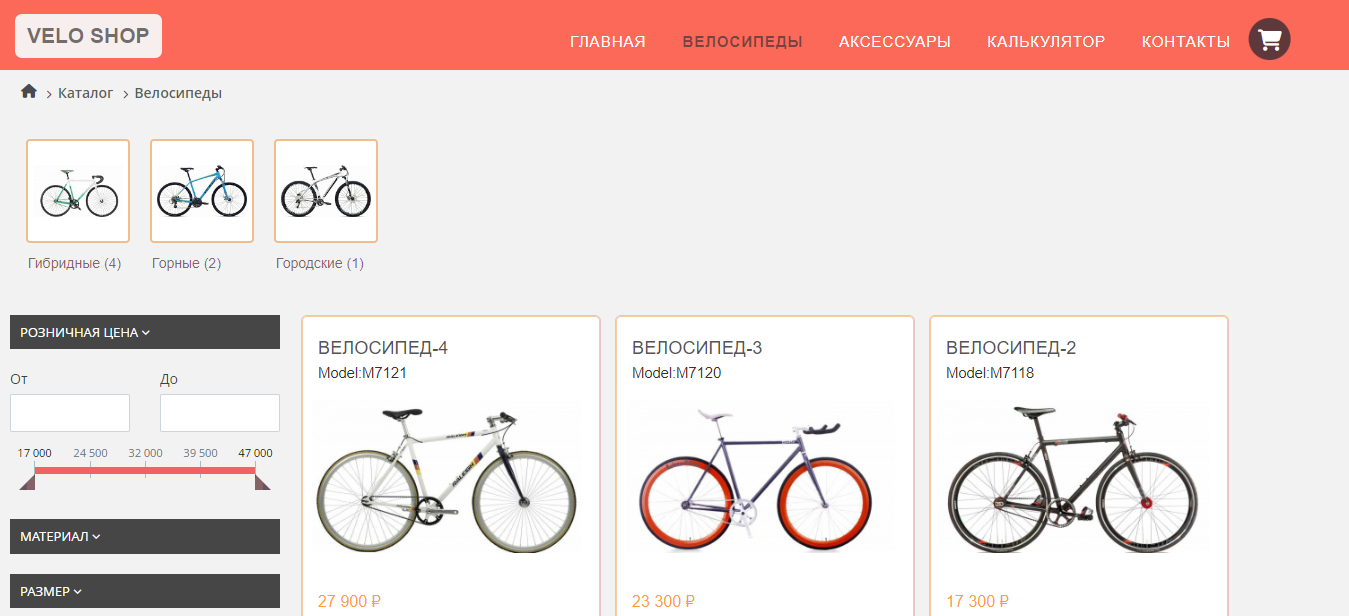 VELO SHOP
ГЛАВНАЯ ВЕЛОСИПЕДЫ АКСЕССУАРЫ КАЛЬКУЛЯТОР КОНТАКТЫ
Каталог Велосипеды
Гибридные (4) Горные (2) Городские (1)
РОЗНИЧНАЯ ЦЕНА
От До
17 000 24 500 32 000 39 500 47 000
МАТЕРИАЛ
РАЗМЕР
ВЕЛОСИПЕД-4
Model:M7121
RALEIGH
RALEIGH
27 900 ₽
ВЕЛОСИПЕД-3
Model:M7120
23 300 ₽
ВЕЛОСИПЕД-2
Model:M7118
17 300 ₽